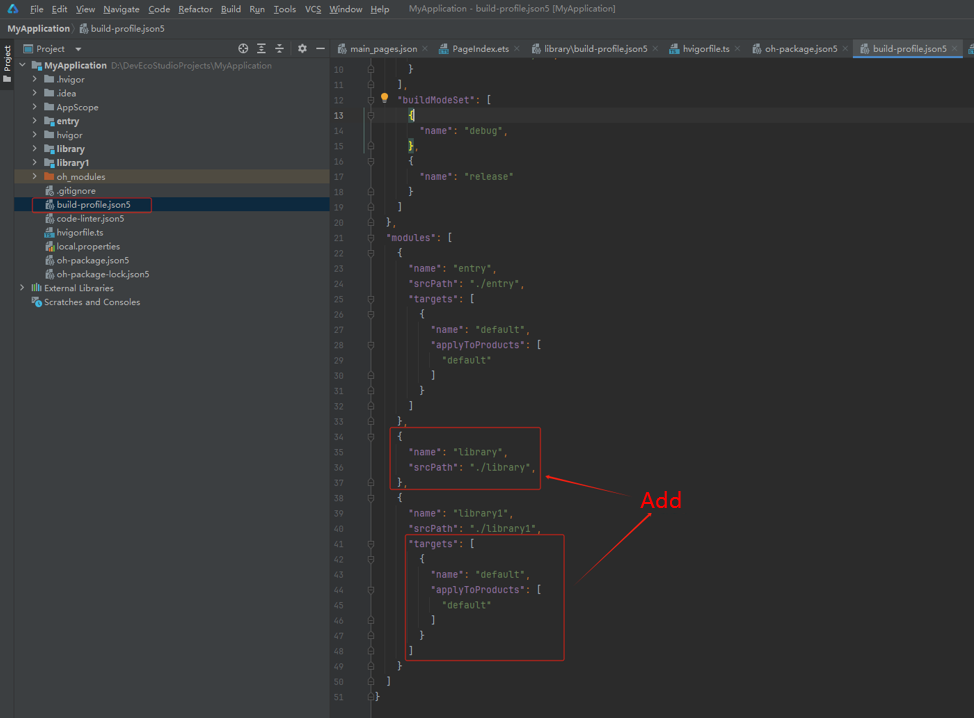 File Edit View Navigate Code Refactor Build Run Tools VCS Window Help MyApplication - build-profile.json5 [MyApplication]
MyApplication build-profile.json5
Project
Project
main_pages.json
PageIndex.ets
library\build-profile.json5
hvigorfile.ts
oh-package.json5
build-profile.json5
MyApplication D:\DevEcoStudioProjects\MyApplication
.hvigor
.idea
AppScope
entry
hvigor
library
library1
oh_modules
.gitignore
build-profile.json5
code-linter.json5
hvigorfile.ts
local.properties
oh-package.json5
oh-package-lock.json5
External Libraries
Scratches and Consoles
10 }
11 ],
12 "buildModeSet": [
13 {
14 "name": "debug",
15 },
16 {
17 "name": "release"
18 }
19 ]
20 },
21 "modules": [
22 {
23 "name": "entry",
24 "srcPath": "./entry",
25 "targets": [
26 {
27 "name": "default",
28 "applyToProducts": [
29 "default"
30 ]
31 }
32 ]
33 },
34 {
35 "name": "library",
36 "srcPath": "./library",
37 },
38 {
39 "name": "library1",
40 "srcPath": "./library1",
41 "targets": [
42 {
43 "name": "default",
44 "applyToProducts": [
45 "default"
46 ]
47 }
48 ]
49 }
50 ]
51 }
Add